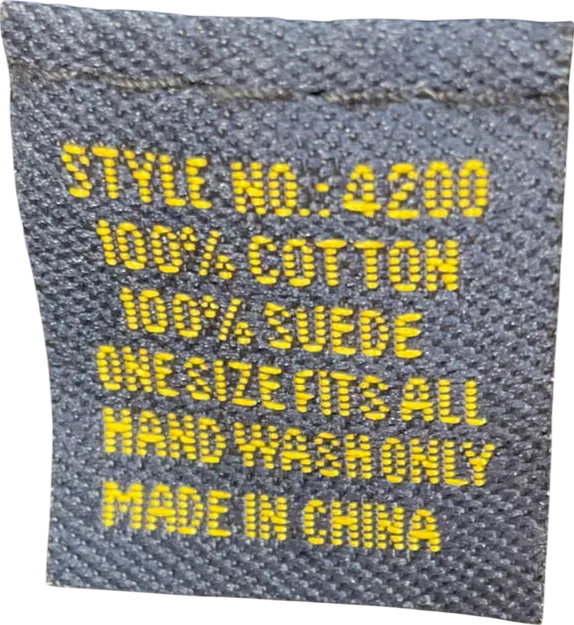 STYLE NO.: 4200
100% COTTON
100% SUEDE
ONE SIZE FITS ALL
HAND WASH ONLY
MADE IN CHINA